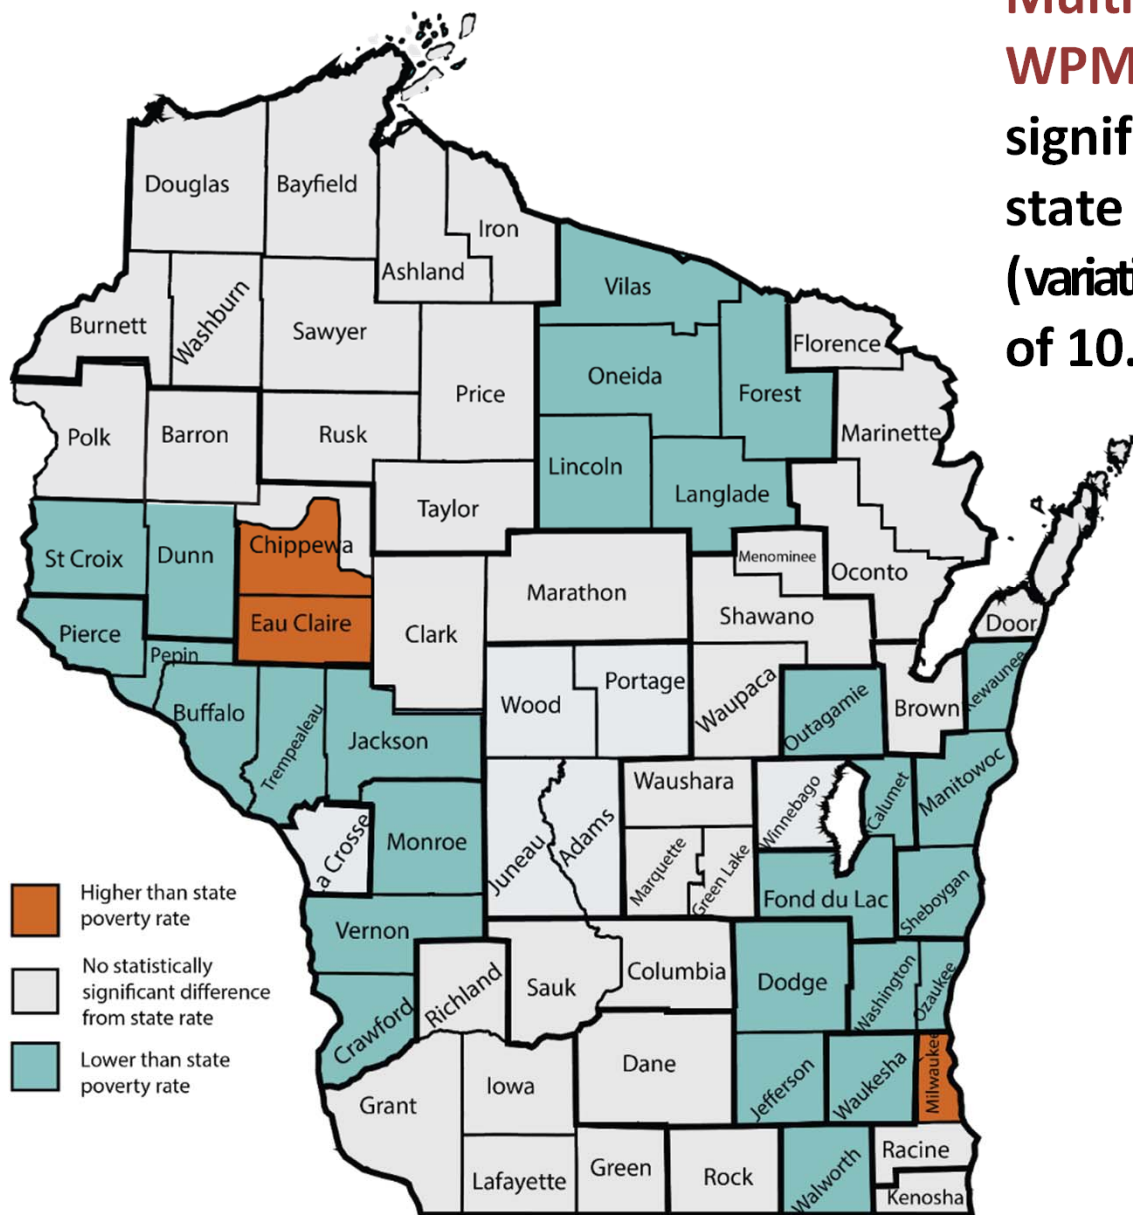 WPM
signif
state
(variati
of 10.
Douglas
Bayfield
Iron
Ashland
Vilas
Burnett
Washburn
Sawyer
Florence
Price
Oneida
Forest
Polk
Barron
Rusk
Marinette
Lincoln
Langlade
Taylor
St Croix
Dunn
Chippewa
Menominee
Oconto
Marathon
Pierce
Eau Claire
Clark
Shawano
Door
Pepin
Wood
Portage
Waupaca
Outagamie
Brown
Kewaunee
Buffalo
Trempealeau
Jackson
Waushara
Winnebago
Calumet
Manitowoc
a Crosse
Monroe
Juneau
Adams
Marquette
Green Lake
Fond du Lac
Sheboygan
Higher than state
poverty rate
Vernon
No statistically
significant difference
from state rate
Crawford
Richland
Sauk
Columbia
Dodge
Washington
Ozaukee
Lower than state
poverty rate
Dane
Jefferson
Waukesha
Milwaukee
Grant
Iowa
Lafayette
Green
Rock
Walworth
Racine
Kenosha